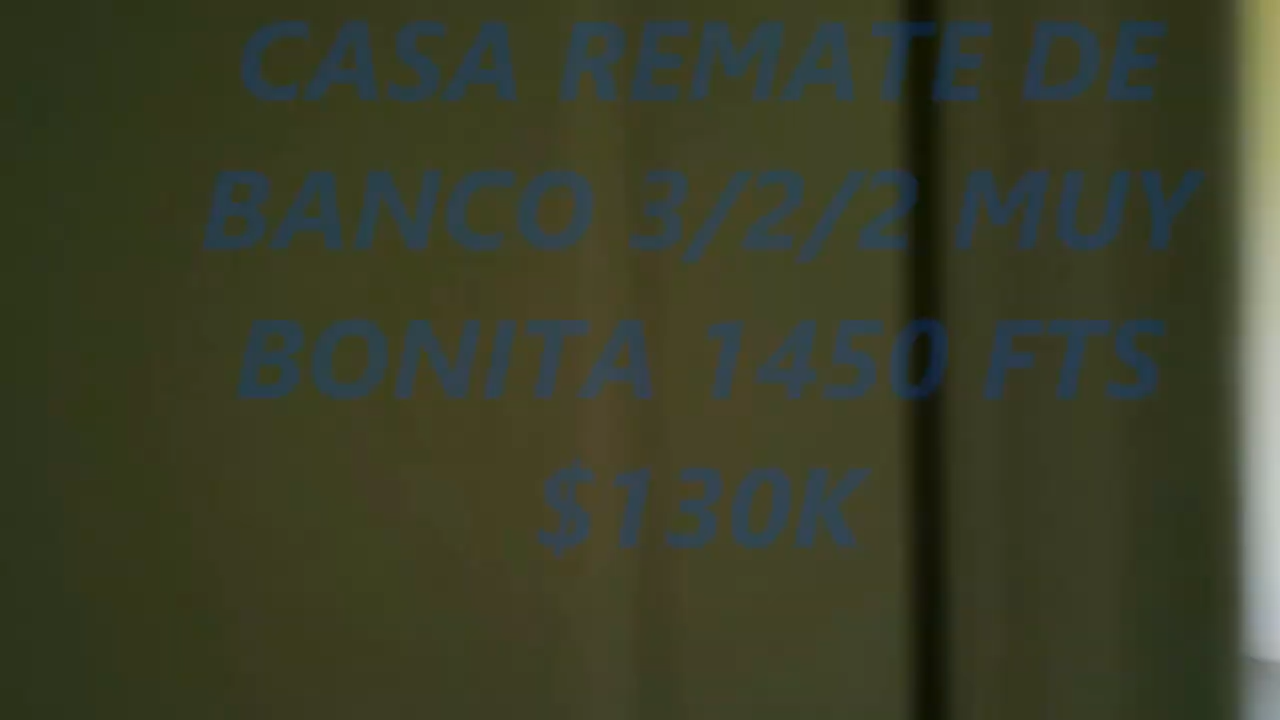 CASA REMATE DE
BANCO 3/2/2 MUY
BONITA 1450 FTS
$130K